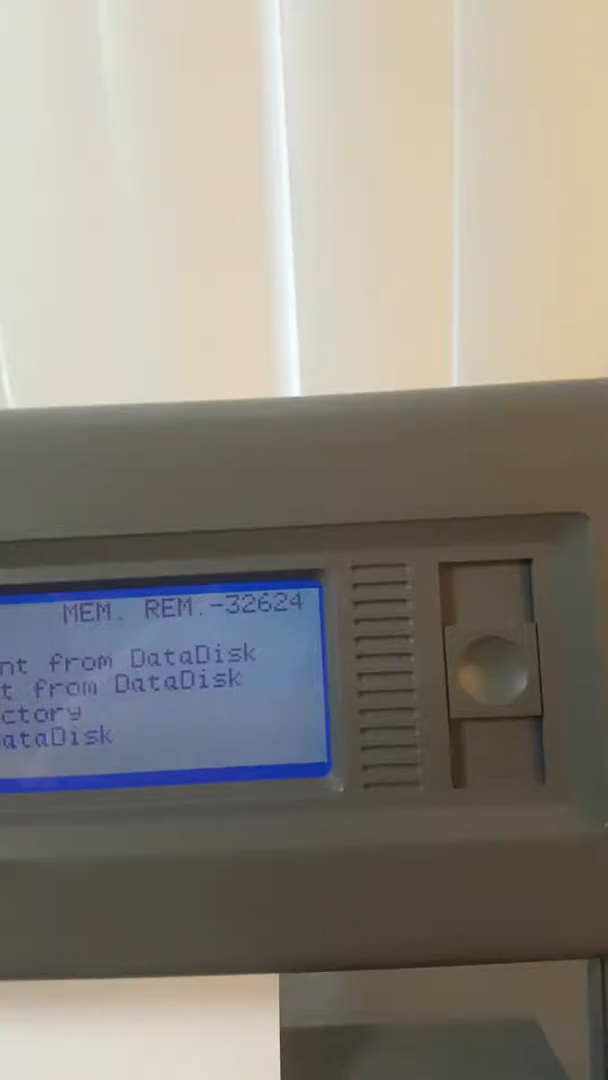 MEM. REM.-32624
nt from DataDisk
t from DataDisk
ctory
ataDisk